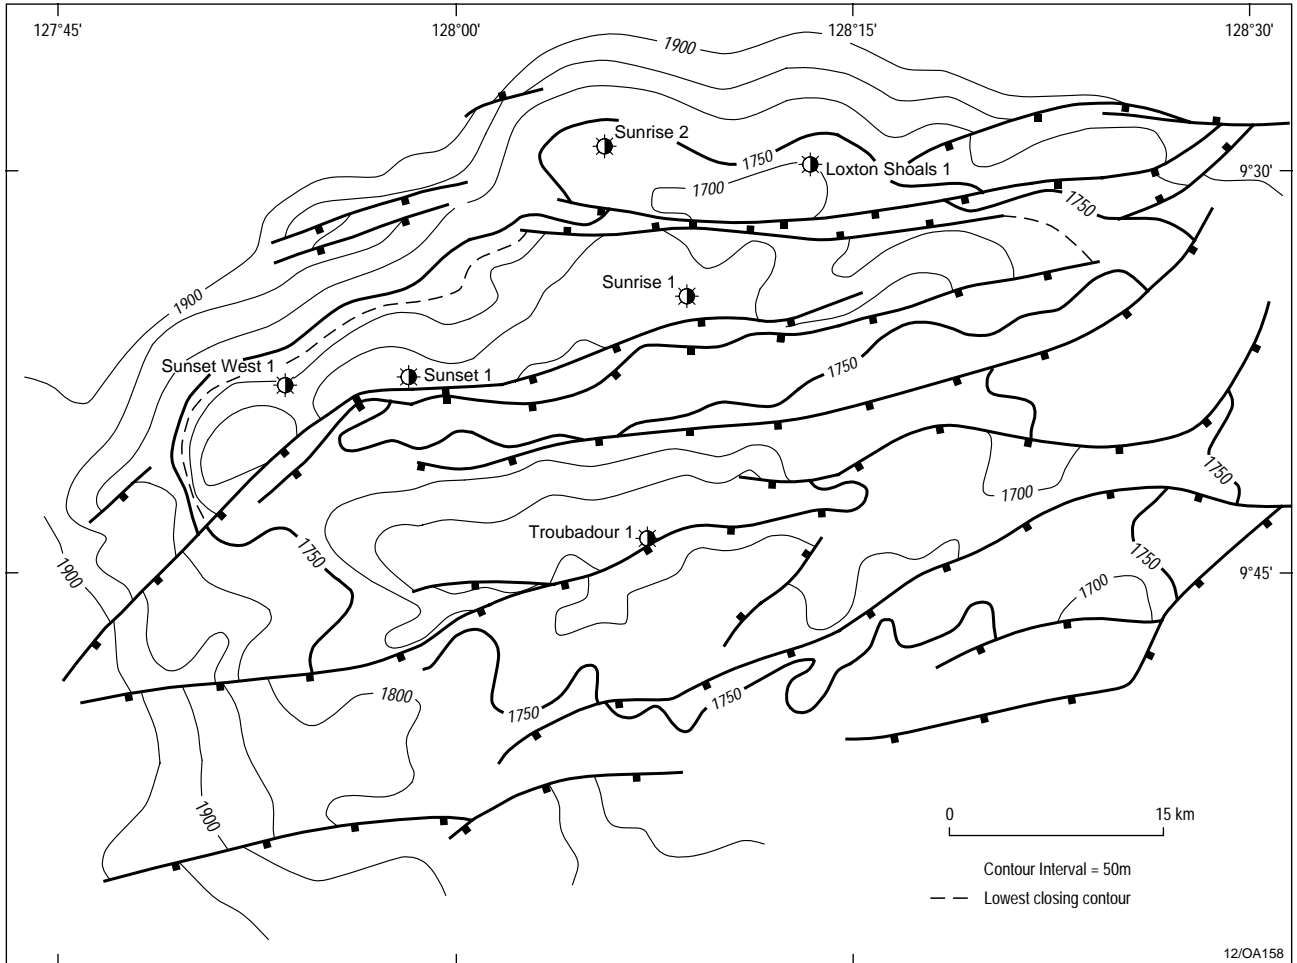 127°45'
128°00'
128°15'
128°30'
1900
Sunrise 2
1750
Loxton Shoals 1
9°30'
1700
1750
Sunrise 1
1900
Sunset West 1
Sunset 1
1750
1750
1700
Troubadour 1
1750
1900
1750
9°45'
1700
1800
1750
1750
1900
0 15 km
Contour Interval = 50m
Lowest closing contour
12/OA158